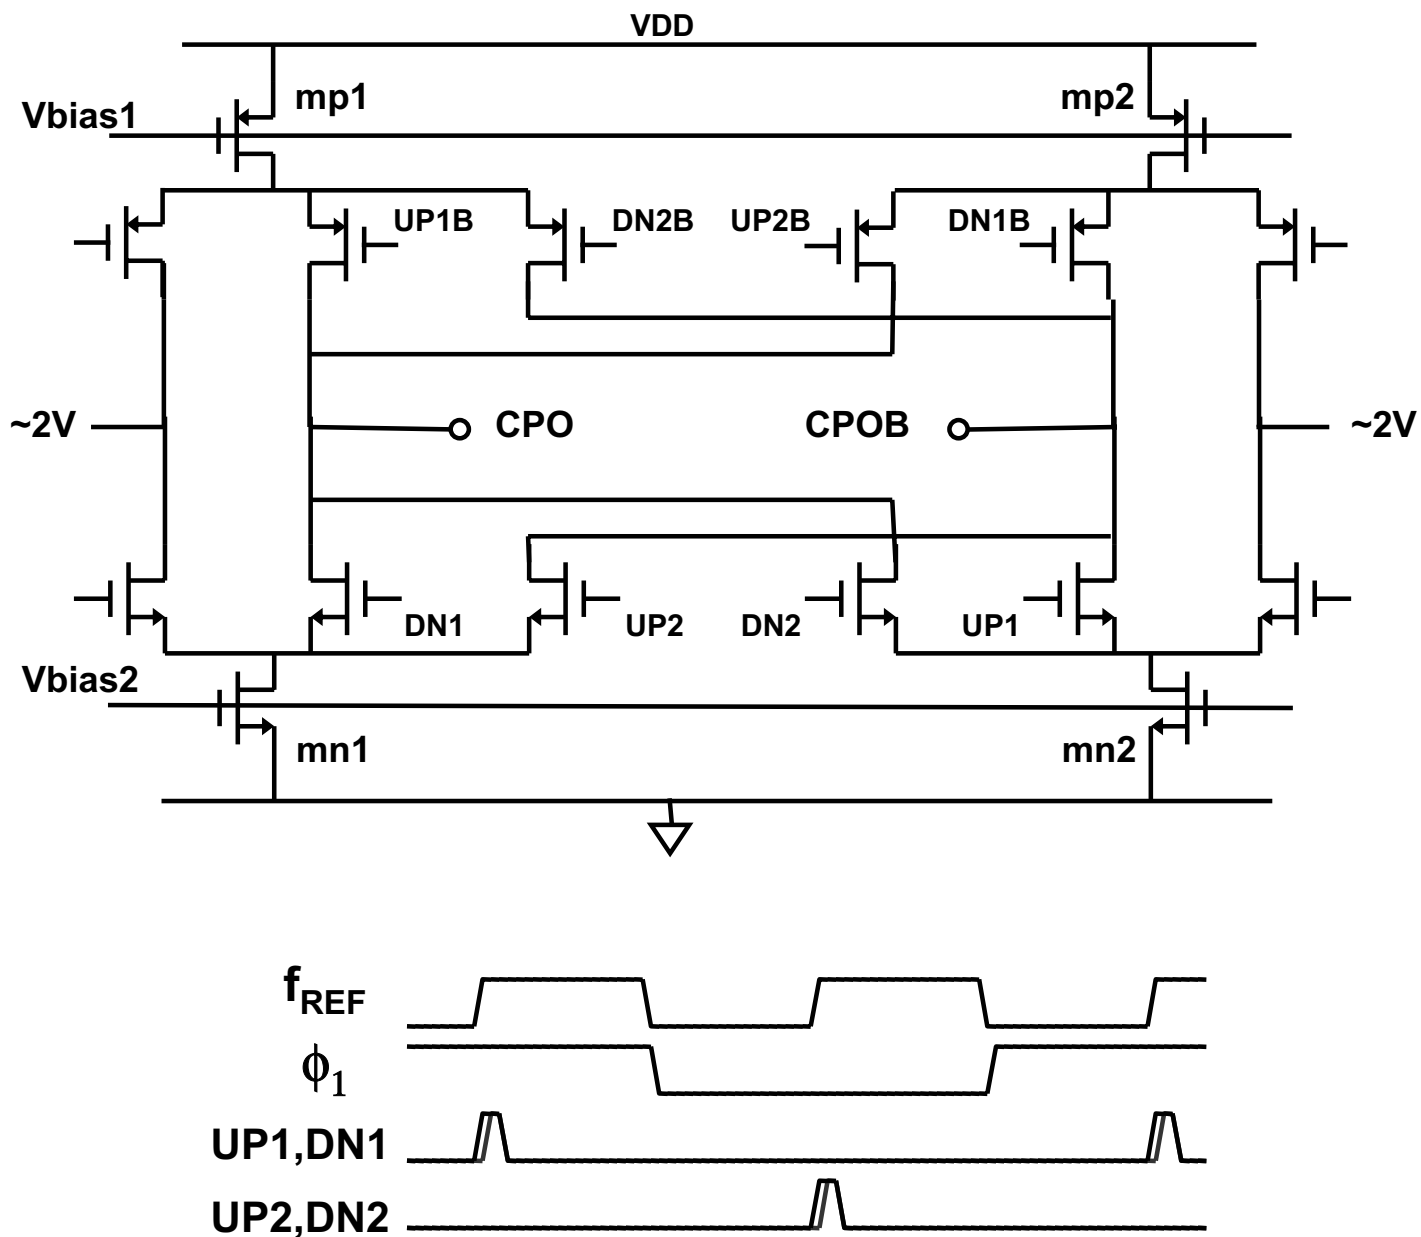 VDD
mp1
mp2
Vbias1
UP1B
DN2B
UP2B
DN1B
~2V
CPO
CPOB
~2V
DN1
UP2
DN2
UP1
Vbias2
mn1
mn2
fREF
ϕ1
UP1,DN1
UP2,DN2